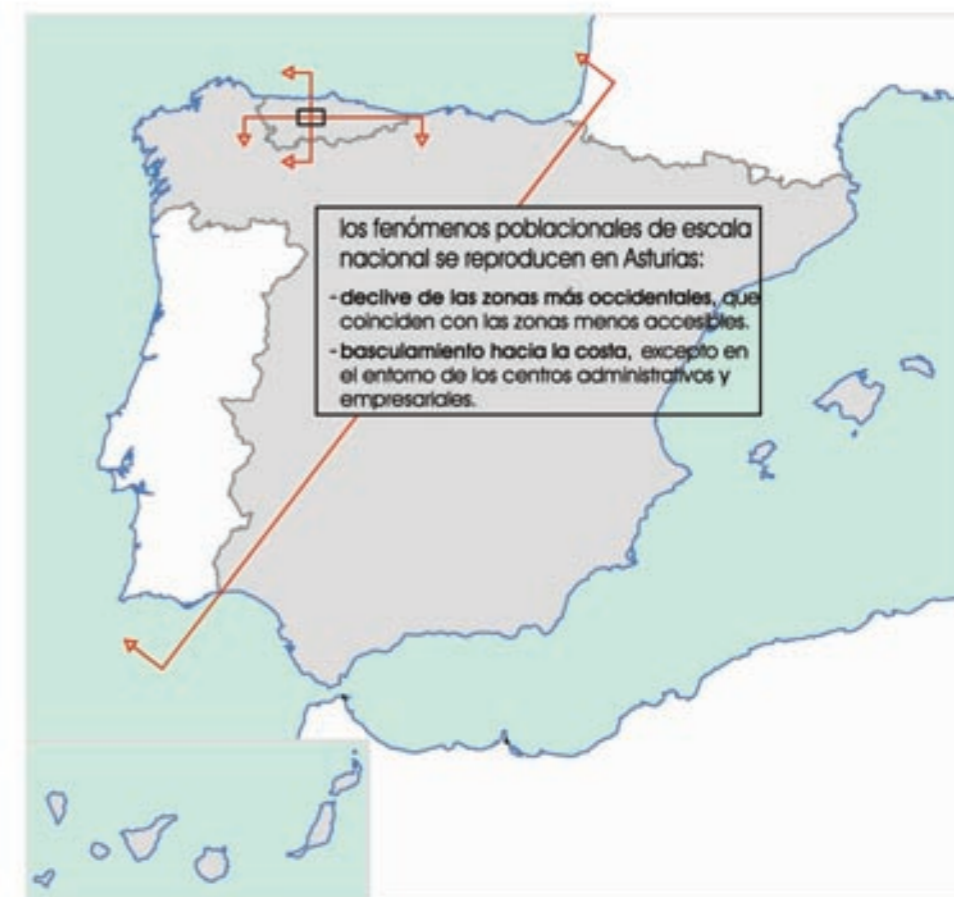 los fenómenos poblacionales de escala
nacional se reproducen en Asturias:
- declive de las zonas más occidentales, que
coinciden con las zonas menos accesibles.
- basculamiento hacia la costa, excepto en
el entorno de los centros administrativos y
empresariales.